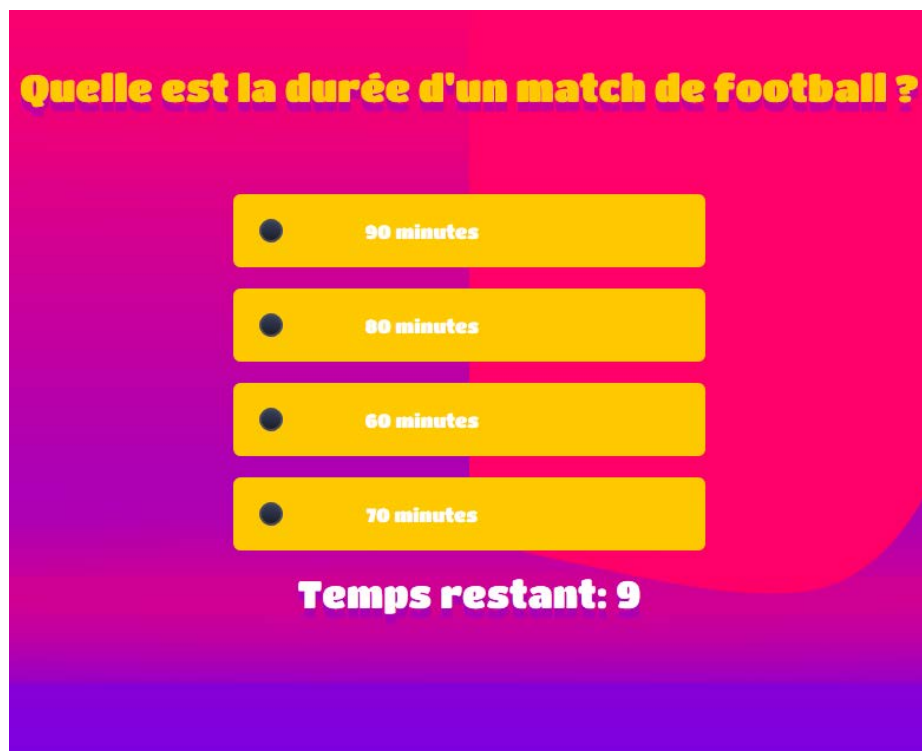 Quelle est la durée d'un match de football ?
90 minutes
80 minutes
60 minutes
70 minutes
Temps restant: 9